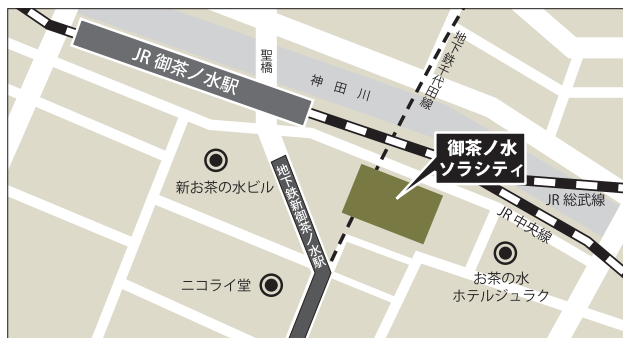 JR 御茶ノ水駅
聖橋
神田川
地下鉄千代田線
御茶ノ水
ソラシティ
新お茶の水ビル
地下鉄新御茶ノ水駅
JR 総武線
JR 中央線
ニコライ堂
お茶の水
ホテルジュラク